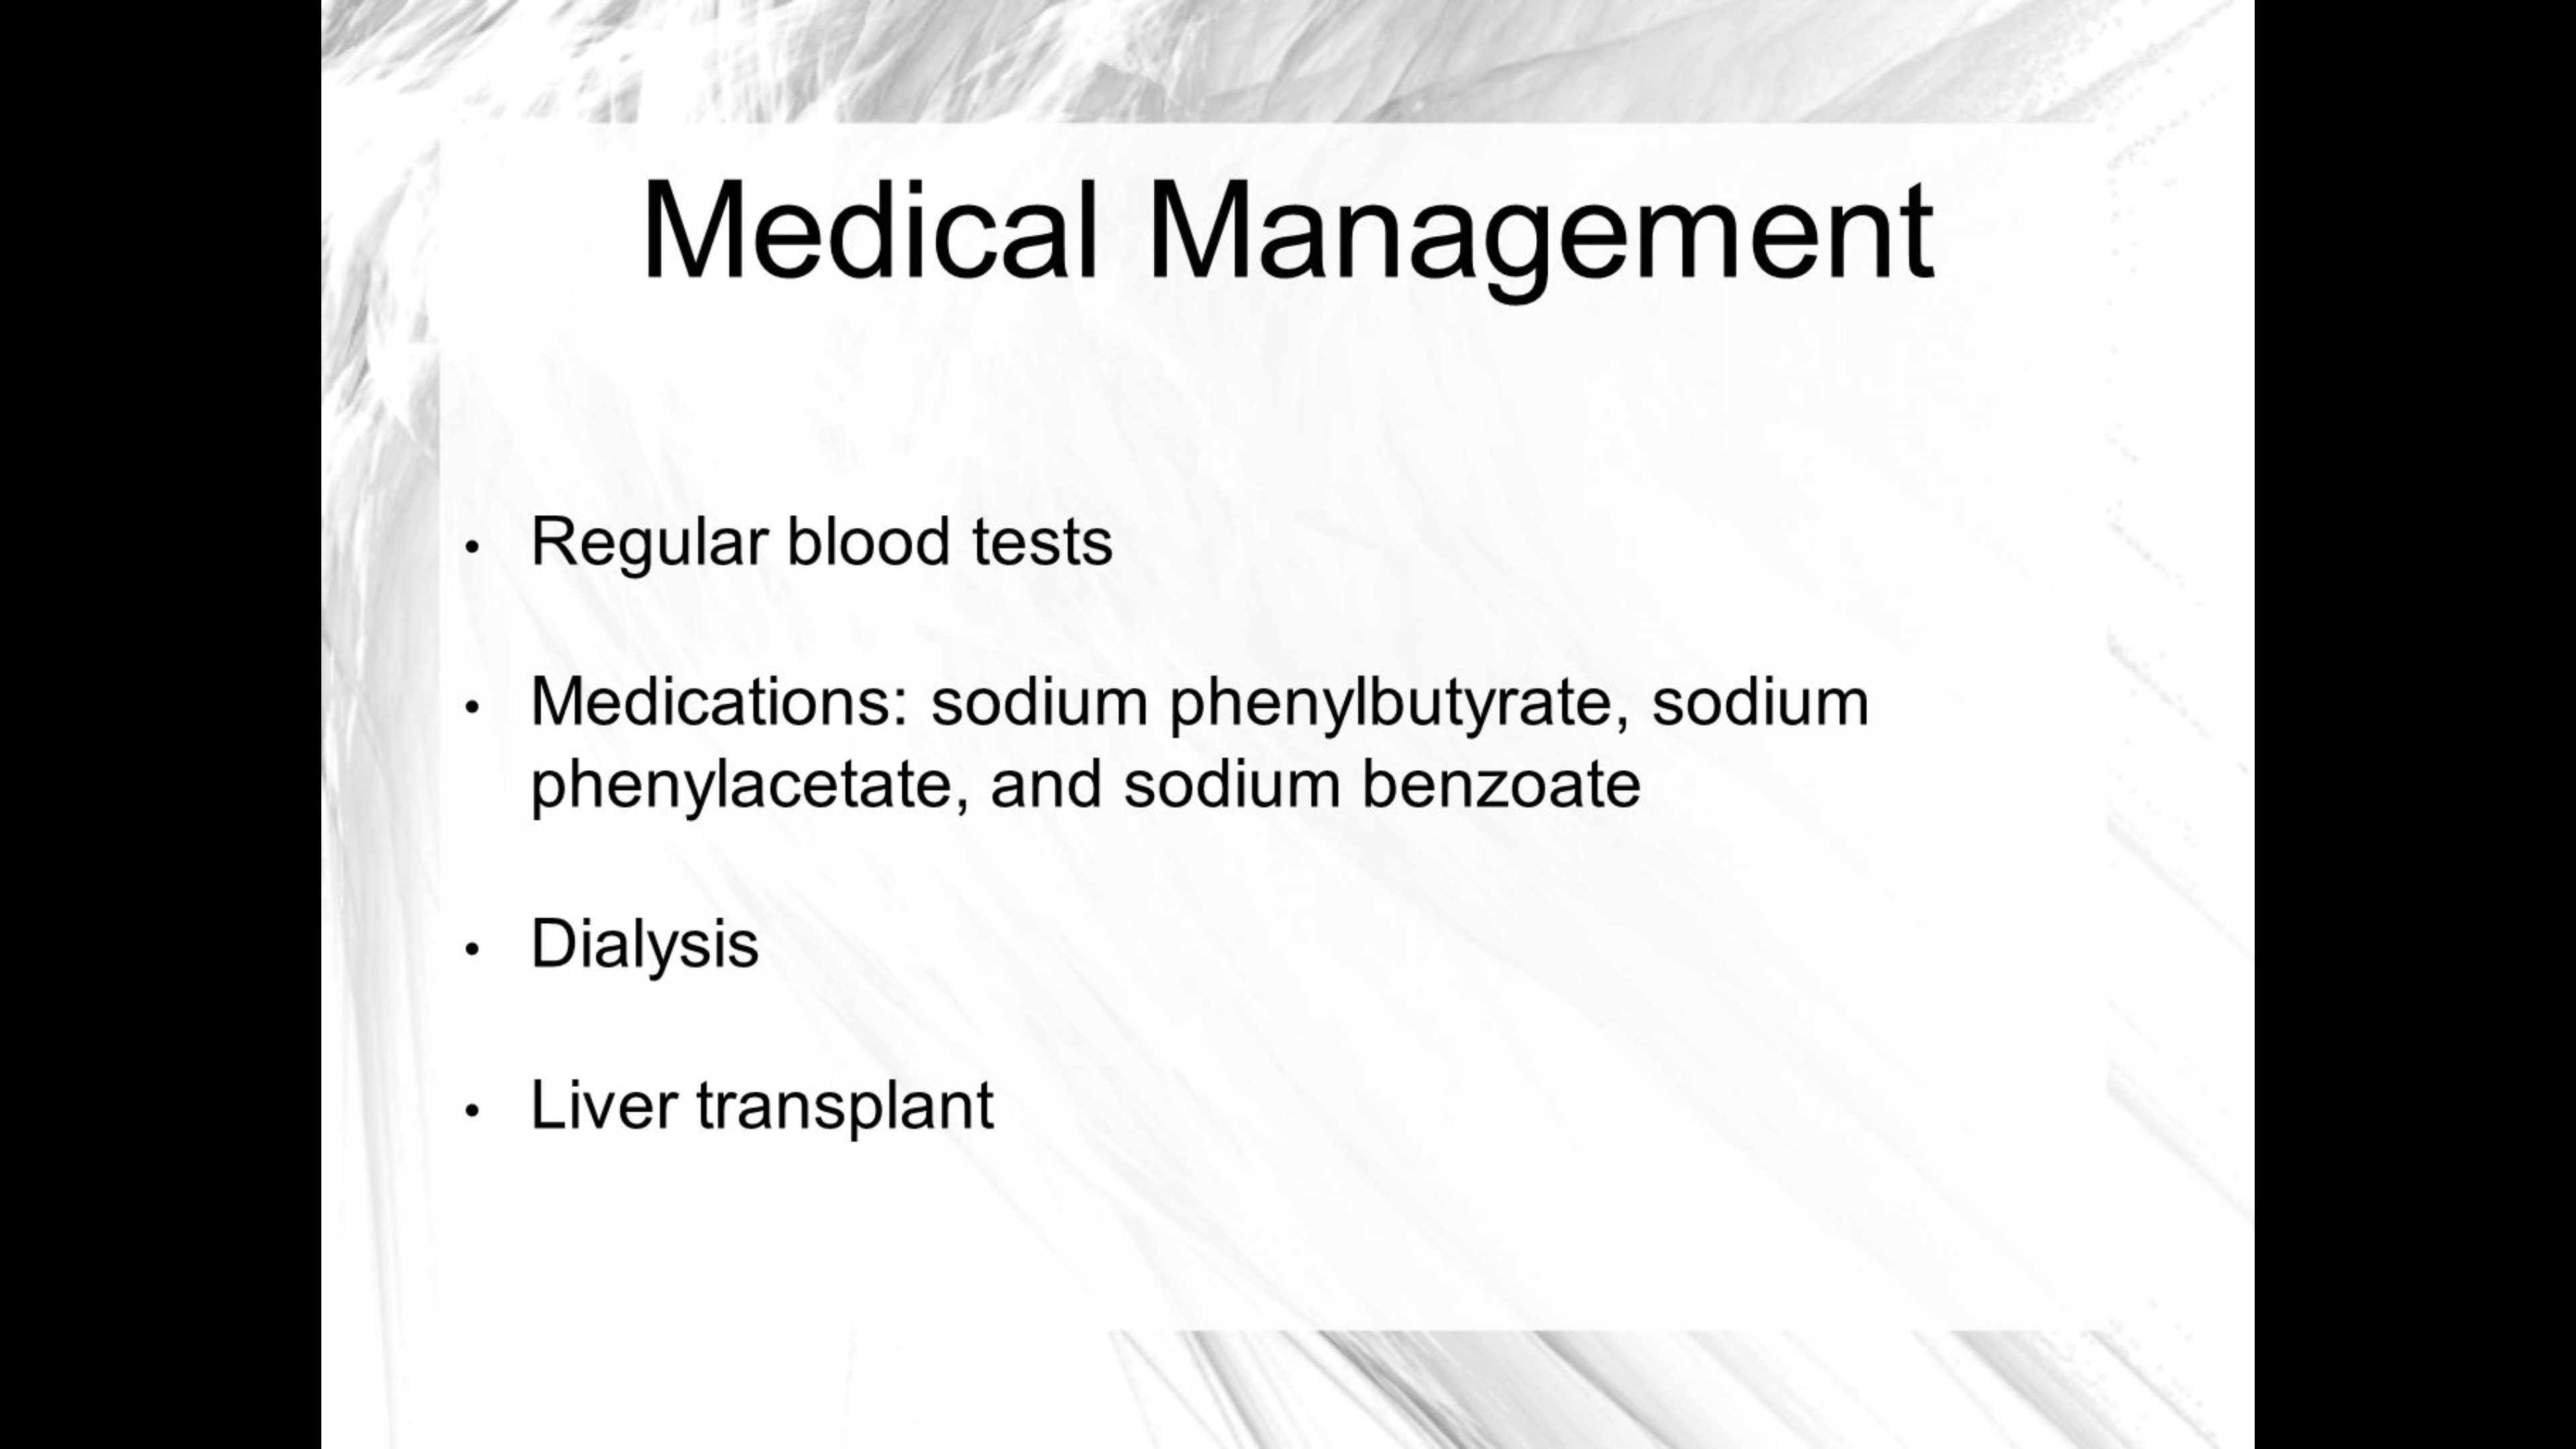 Medical Management
• Regular blood tests
• Medications: sodium phenylbutyrate, sodium
phenylacetate, and sodium benzoate
• Dialysis
• Liver transplant